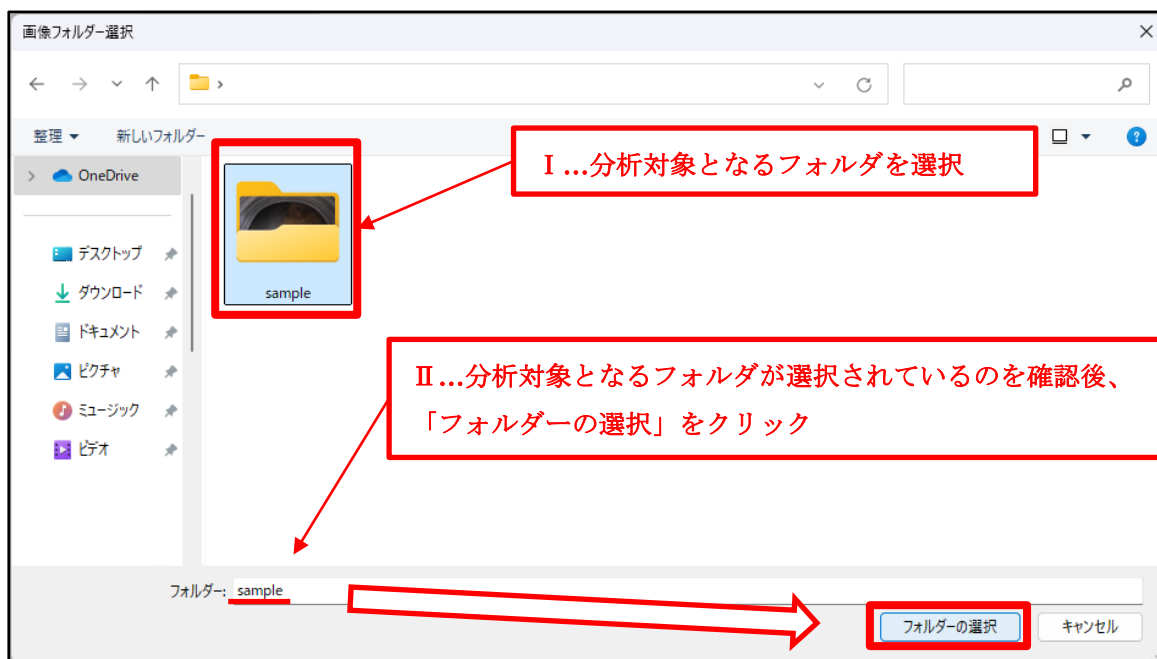 画像フォルダー選択
整理
新しいフォルダー
Ⅰ…分析対象となるフォルダを選択
OneDrive
デスクトップ
ダウンロード
sample
ドキュメント
ピクチャ
Ⅱ…分析対象となるフォルダが選択されているのを確認後、
「フォルダーの選択」をクリック
ミュージック
ビデオ
フォルダー: sample
フォルダーの選択
キャンセル